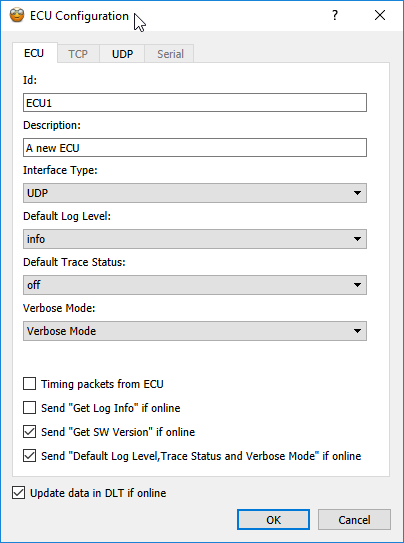 ECU Configuration
?
ECU TCP UDP Serial
Id:
ECU1
Description:
A new ECU
Interface Type:
UDP
Default Log Level:
info
Default Trace Status:
off
Verbose Mode:
Verbose Mode
Timing packets from ECU
Send "Get Log Info" if online
Send "Get SW Version" if online
Send "Default Log Level,Trace Status and Verbose Mode" if online
Update data in DLT if online
OK Cancel